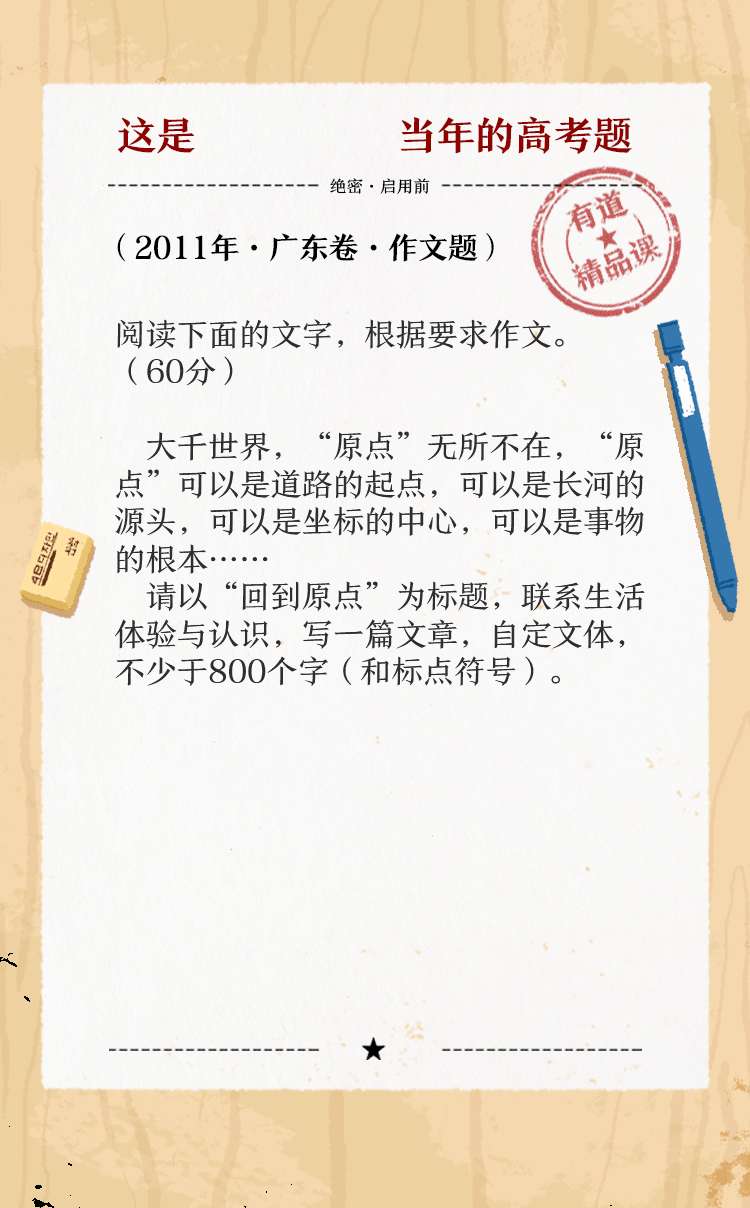 这是 当年的高考题
绝密·启用前
有道
精品课
（2011年·广东卷·作文题）
阅读下面的文字，根据要求作文。
（60分）
大千世界，“原点”无所不在，“原
点”可以是道路的起点，可以是长河的
源头，可以是坐标的中心，可以是事物
的根本……
请以“回到原点”为标题，联系生活
体验与认识，写一篇文章，自定文体，
不少于800个字（和标点符号）。